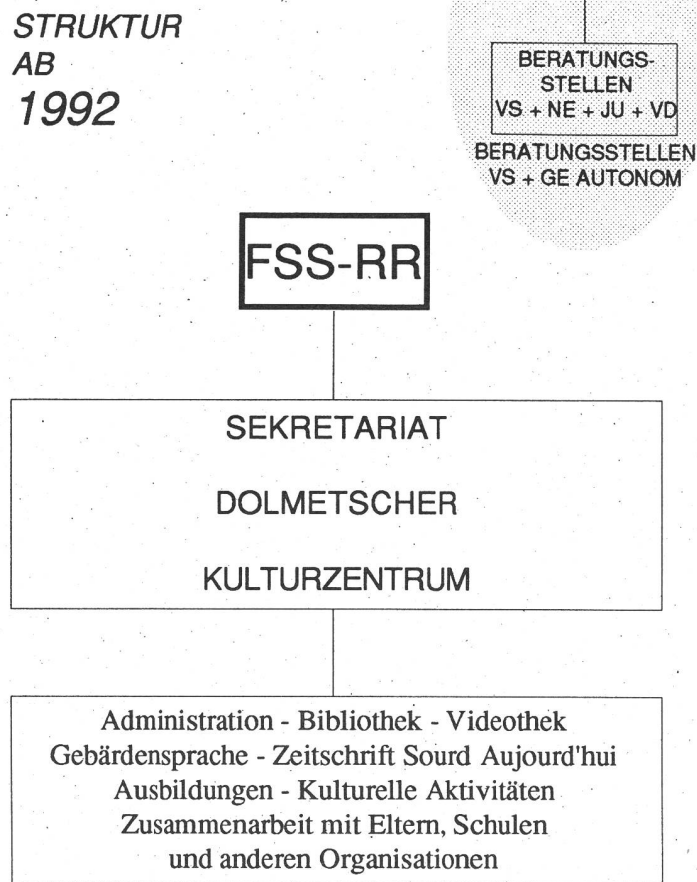 STRUKTUR
AB
1992
BERATUNGS-
STELLEN
VS + NE + JU + VD
BERATUNGSSTELLEN
VS + GE AUTONOM
FSS-RR
SEKRETARIAT
DOLMETSCHER
KULTURZENTRUM
Administration - Bibliothek - Videothek
Gebärdensprache - Zeitschrift Sourd Aujourd'hui
Ausbildungen - Kulturelle Aktivitäten
Zusammenarbeit mit Eltern, Schulen
und anderen Organisationen